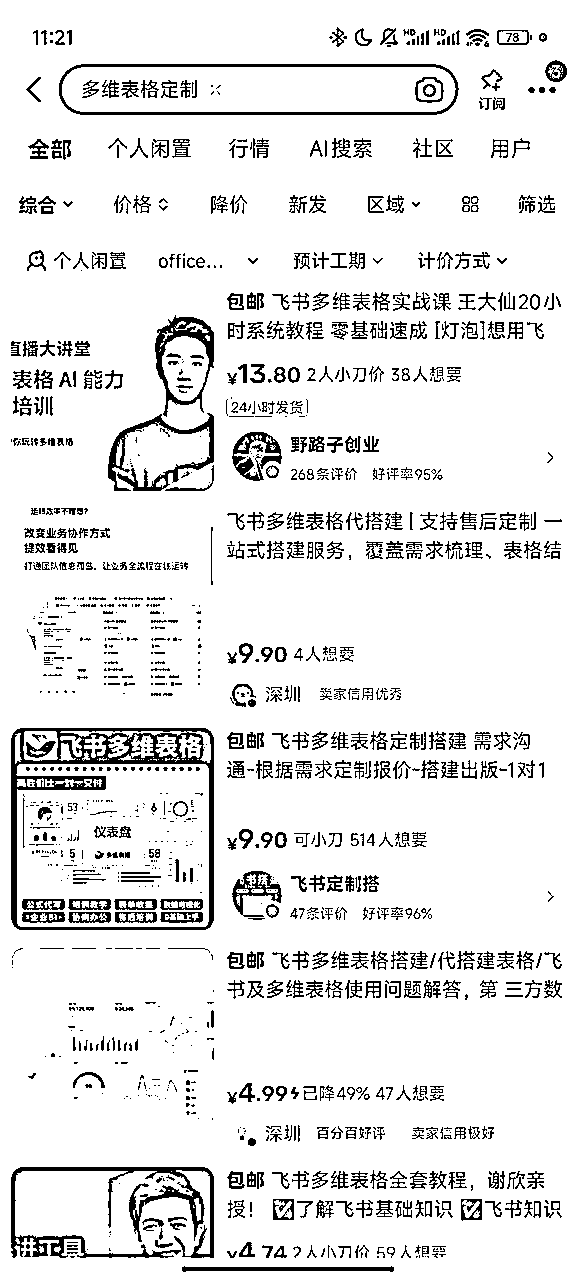 11:21
78
多维表格定制
订阅
全部 个人闲置 行情 AI搜索 社区 用户
综合 价格 降价 新发 区域 筛选
个人闲置 office... 预计工期 计价方式
直播大讲堂
表格 AI 能力
培训
包邮 飞书多维表格实战课 王大仙20小
时系统教程 零基础速成 [灯泡]想用飞
¥13.80 2人小刀价 38人想要
24小时发货
野路子创业
268条评价 好评率95%
改变业务协作方式
提效看得见
打通团队信息孤岛，让业务全流程在线运转
飞书多维表格代搭建 | 支持售后定制 一
站式搭建服务，覆盖需求梳理、表格结
¥9.90 4人想要
深圳 卖家信用优秀
飞书多维表格
仪表盘
包邮 飞书多维表格定制搭建 需求沟
通-根据需求定制报价-搭建出版-1对1
¥9.90 可小刀 514人想要
飞书定制搭
47条评价 好评率96%
包邮 飞书多维表格搭建/代搭建表格/飞
书及多维表格使用问题解答，第 三方数
¥4.99 已降49% 47人想要
深圳 百分百好评 卖家信用极好
包邮 飞书多维表格全套教程，谢欣亲
授！ 了解飞书基础知识 飞书知识
¥4.74 2人小刀价 59人想要